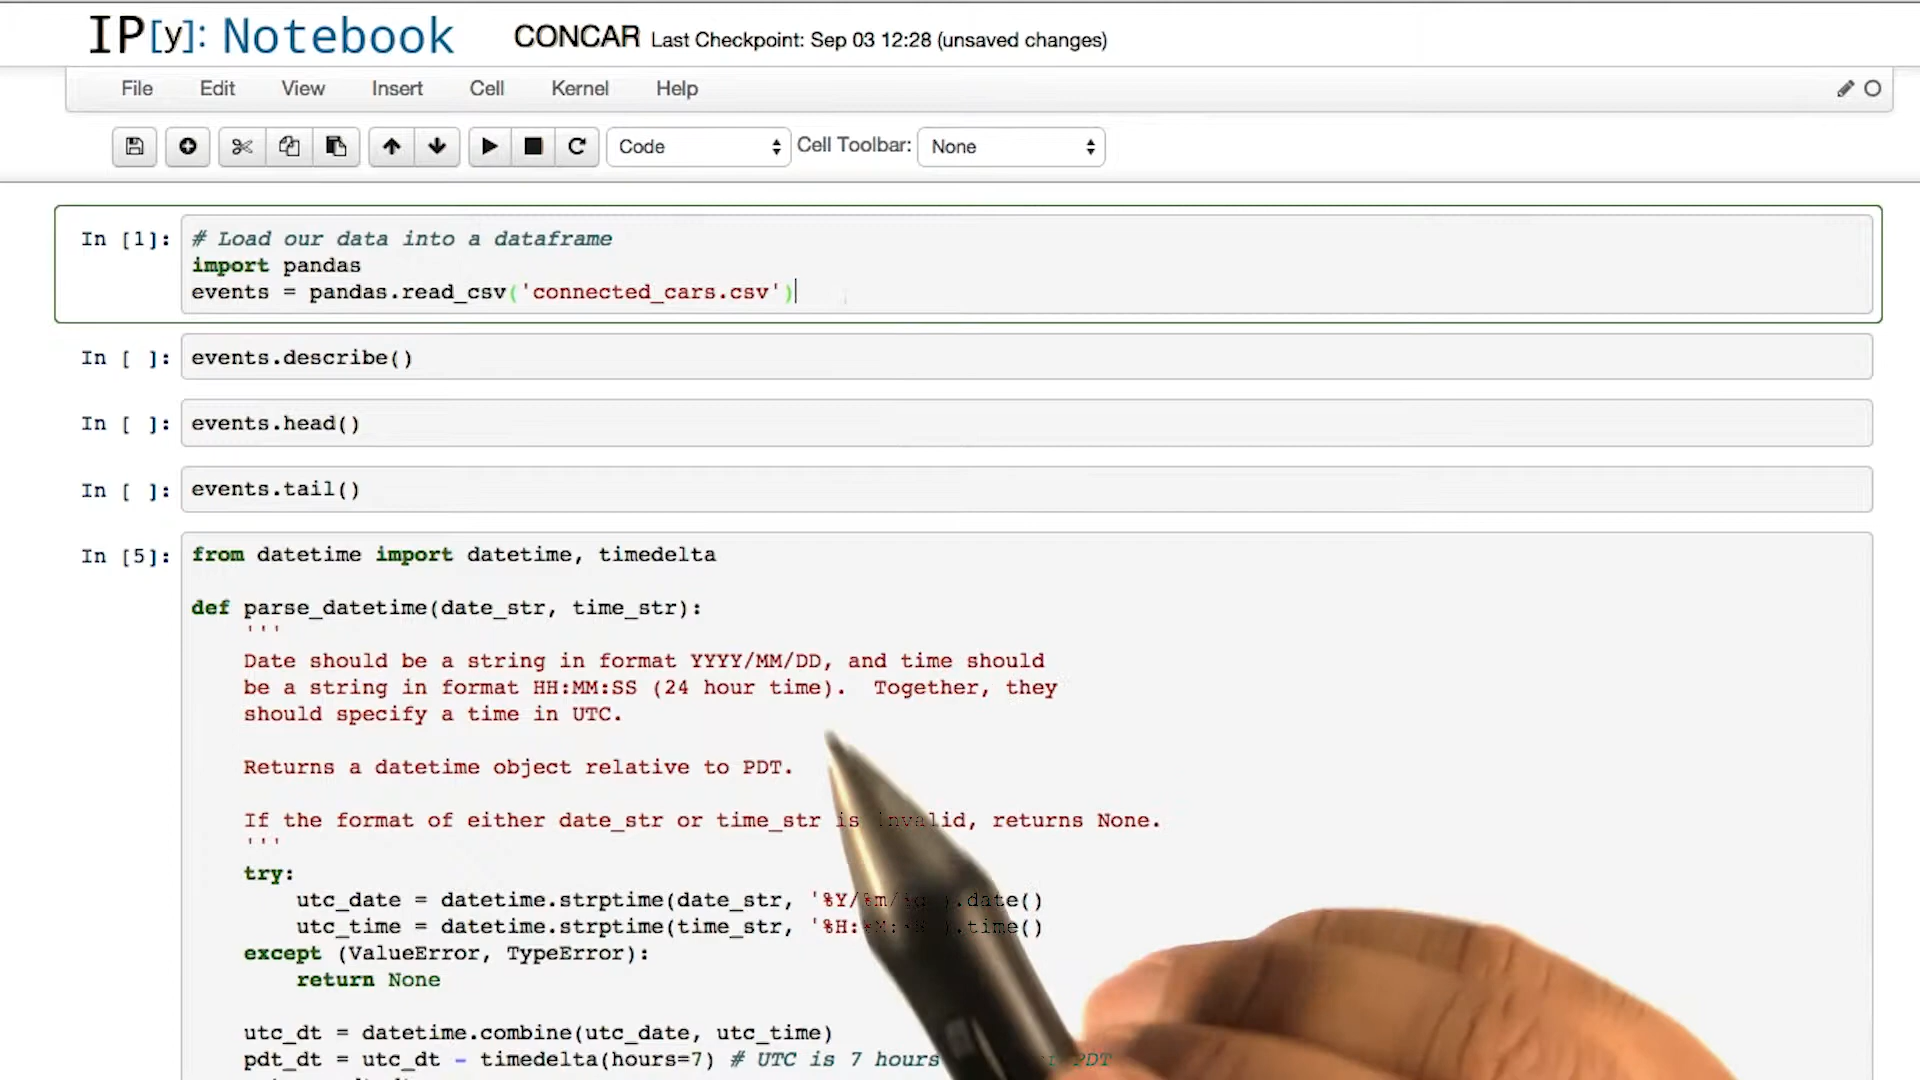 IP[y]: Notebook CONCAR Last Checkpoint: Sep 03 12:28 (unsaved changes)
File Edit View Insert Cell Kernel Help
Code Cell Toolbar: None
In [1]: # Load our data into a dataframe
import pandas
events = pandas.read_csv('connected_cars.csv')
In [ ]: events.describe()
In [ ]: events.head()
In [ ]: events.tail()
In [5]: from datetime import datetime, timedelta
def parse_datetime(date_str, time_str):
'''
Date should be a string in format YYYY/MM/DD, and time should
be a string in format HH:MM:SS (24 hour time). Together, they
should specify a time in UTC.
Returns a datetime object relative to PDT.
If the format of either date_str or time_str is invalid, returns None.
'''
try:
utc_date = datetime.strptime(date_str, '%Y/%m/ ).date()
utc_time = datetime.strptime(time_str, '%H: ).time()
except (ValueError, TypeError):
return None
utc_dt = datetime.combine(utc_date, utc_time)
pdt_dt = utc_dt - timedelta(hours=7) # UTC is 7 hours PDT